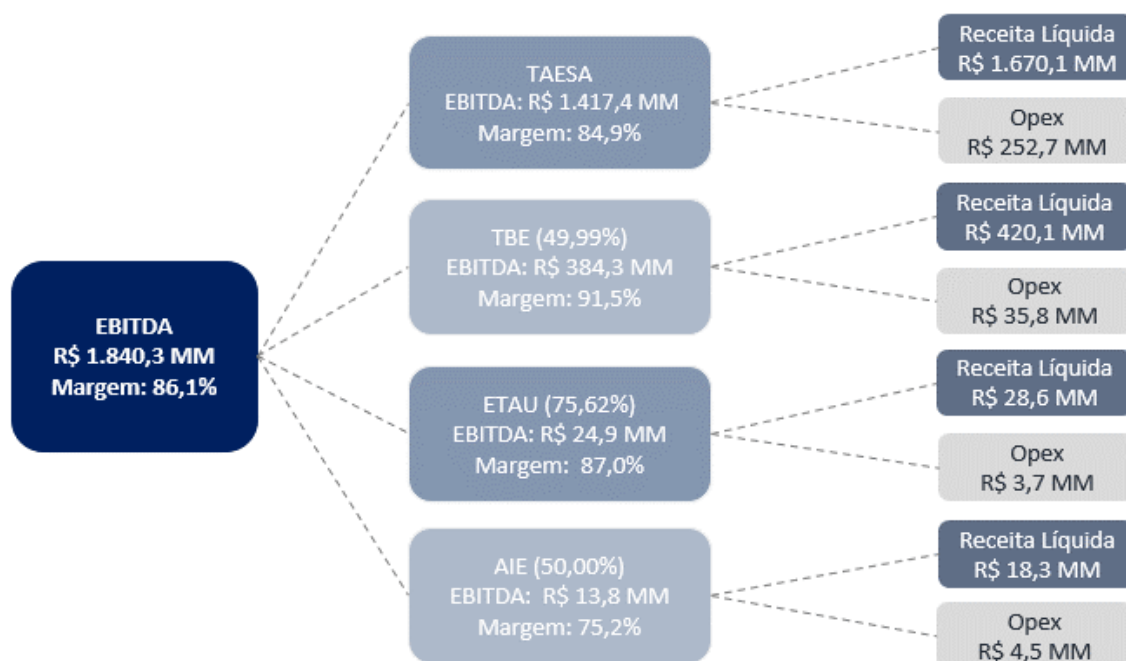 EBITDA
R$ 1.840,3 MM
Margem: 86,1%
TAESA
EBITDA: R$ 1.417,4 MM
Margem: 84,9%
Receita Líquida
R$ 1.670,1 MM
Opex
R$ 252,7 MM
TBE (49,99%)
EBITDA: R$ 384,3 MM
Margem: 91,5%
Receita Líquida
R$ 420,1 MM
Opex
R$ 35,8 MM
ETAU (75,62%)
EBITDA: R$ 24,9 MM
Margem: 87,0%
Receita Líquida
R$ 28,6 MM
Opex
R$ 3,7 MM
AIE (50,00%)
EBITDA: R$ 13,8 MM
Margem: 75,2%
Receita Líquida
R$ 18,3 MM
Opex
R$ 4,5 MM